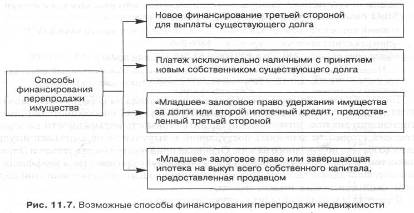 Способы
финансирования
перепродажи
имущества
Новое финансирование третьей стороной
для выплаты существующего долга
Платеж исключительно наличными с принятием
новым собственником существующего долга
«Младшее» залоговое право удержания имущества
за долги или второй ипотечный кредит, предостав-
ленный третьей стороной
«Младшее» залоговое право или завершающая
ипотека на выкуп всего собственного капитала,
предоставленная продавцом
Рис. 11.7. Возможные способы финансирования перепродажи недвижимости